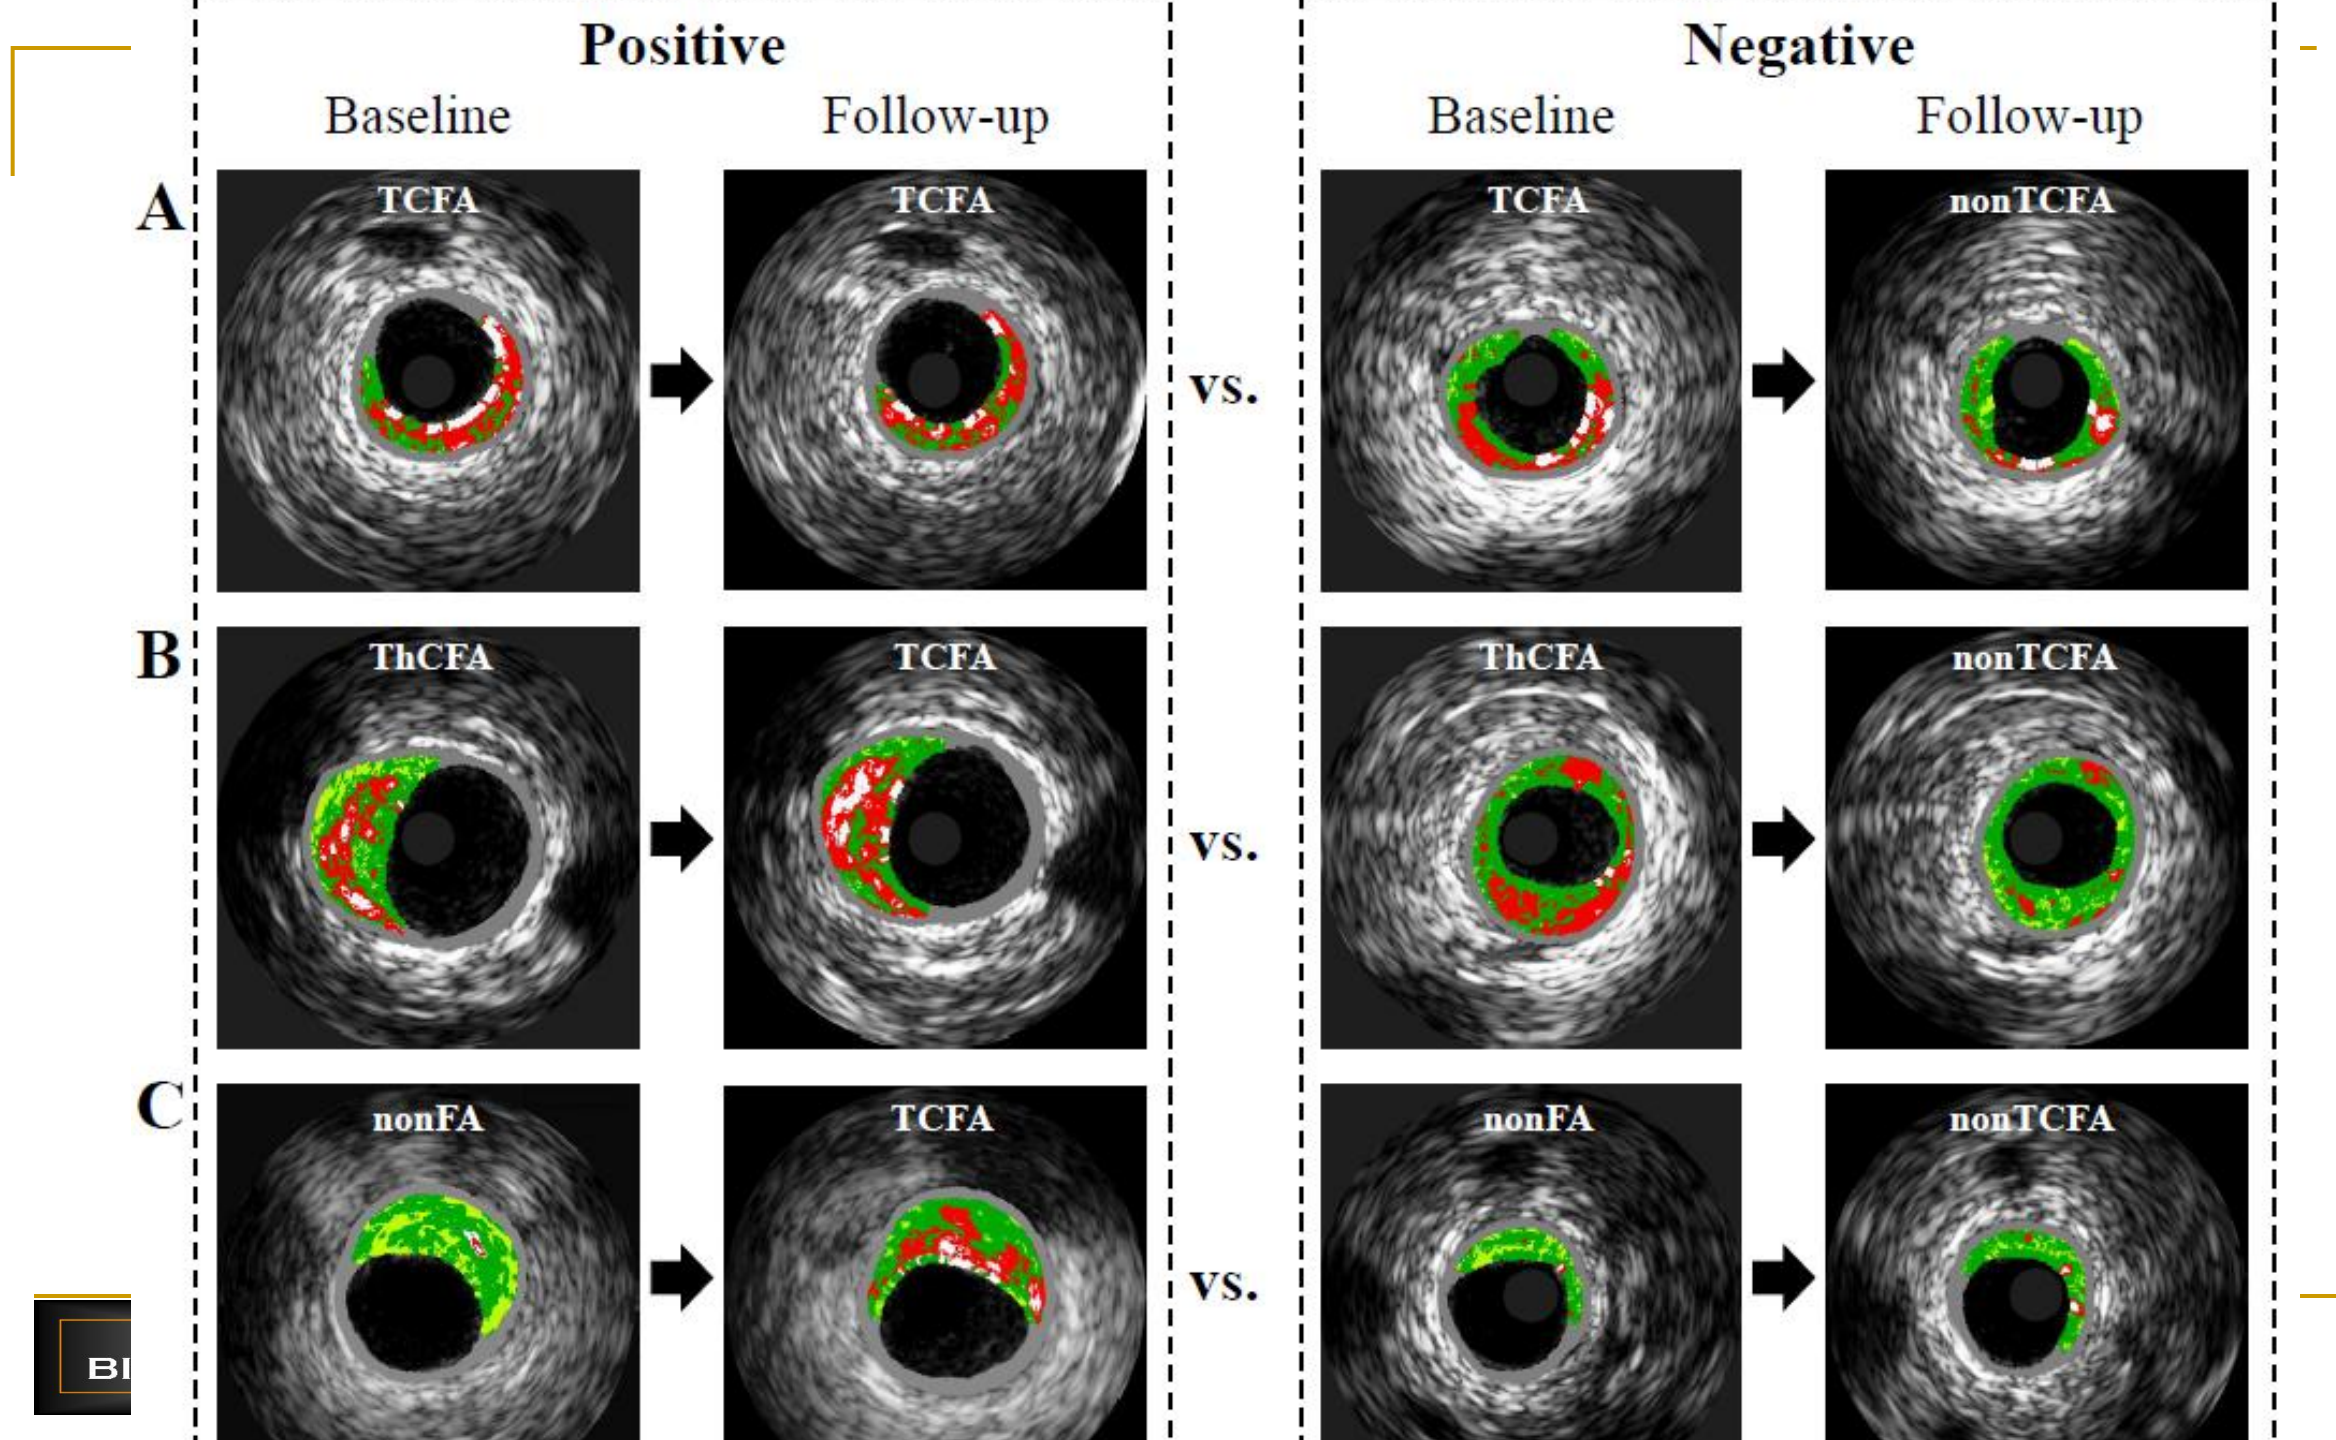 Positive
Negative
Baseline
Follow-up
Baseline
Follow-up
A
TCFA
TCFA
vs.
TCFA
nonTCFA
B
ThCFA
TCFA
vs.
ThCFA
nonTCFA
C
nonFA
TCFA
vs.
nonFA
nonTCFA
BI